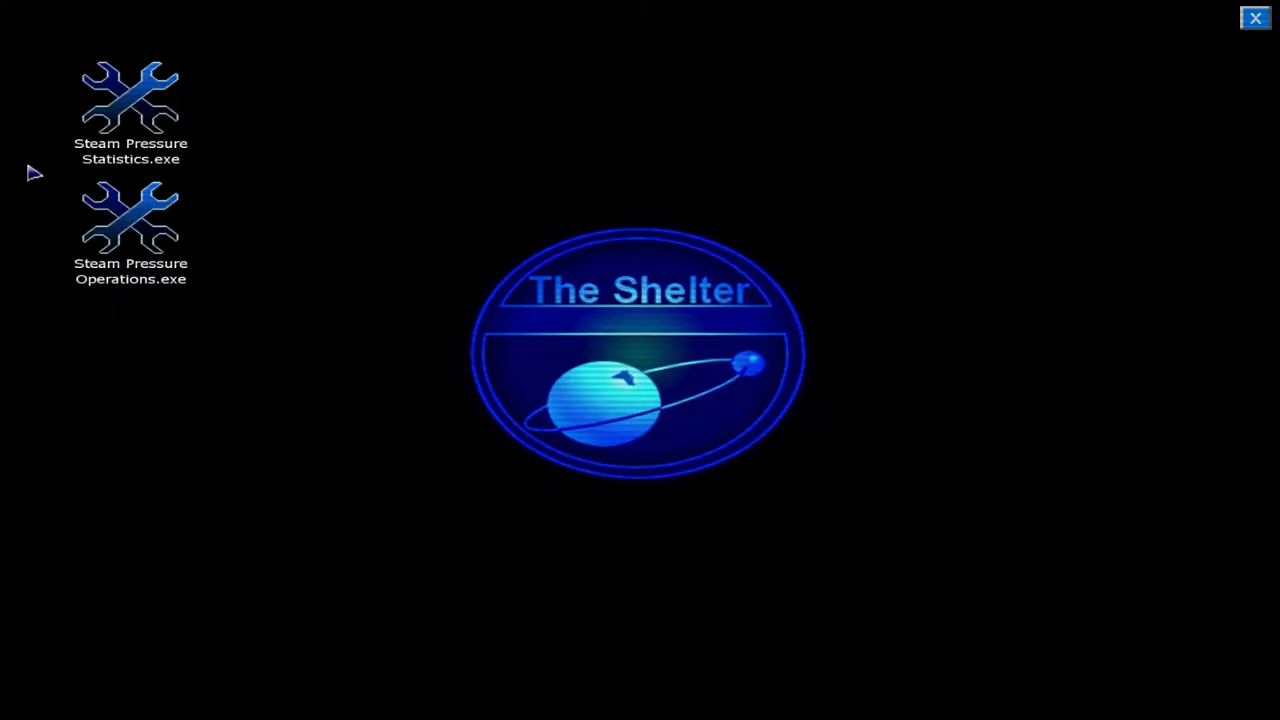 X
Steam Pressure
Statistics.exe
Steam Pressure
Operations.exe
The Shelter